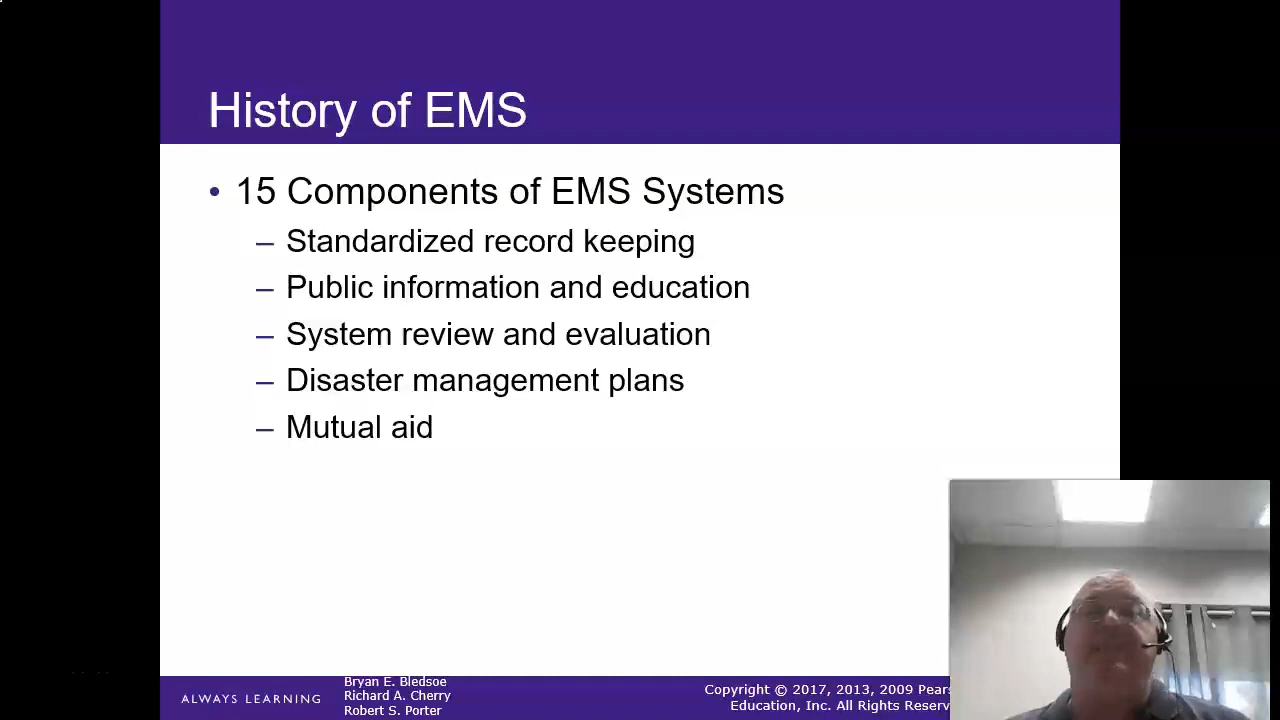 History of EMS
• 15 Components of EMS Systems
– Standardized record keeping
– Public information and education
– System review and evaluation
– Disaster management plans
– Mutual aid
ALWAYS LEARNING
Bryan E. Bledsoe
Richard A. Cherry
Robert S. Porter
Copyright © 2017, 2013, 2009 Pears
Education, Inc. All Rights Reserv